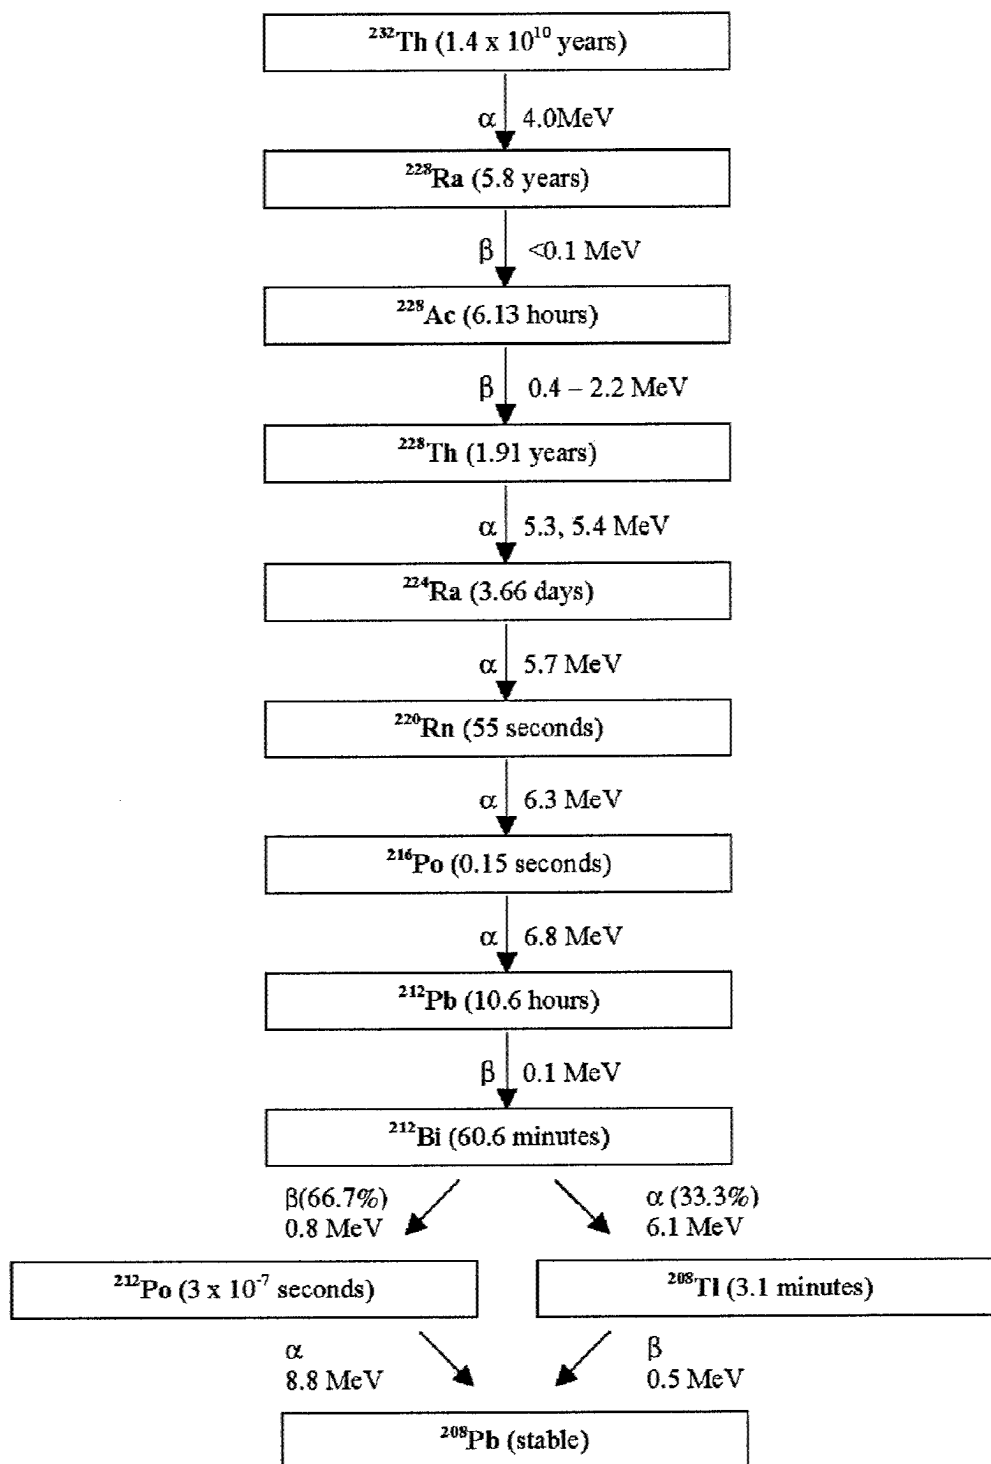 ²³²Th (1.4 x 10¹⁰ years)
α 4.0MeV
²²⁸Ra (5.8 years)
β <0.1 MeV
²²⁸Ac (6.13 hours)
β 0.4 – 2.2 MeV
²²⁸Th (1.91 years)
α 5.3, 5.4 MeV
²²⁴Ra (3.66 days)
α 5.7 MeV
²²⁰Rn (55 seconds)
α 6.3 MeV
²¹⁶Po (0.15 seconds)
α 6.8 MeV
²¹²Pb (10.6 hours)
β 0.1 MeV
²¹²Bi (60.6 minutes)
β(66.7%)
0.8 MeV
α (33.3%)
6.1 MeV
²¹²Po (3 x 10⁻⁷ seconds)
²⁰⁸Tl (3.1 minutes)
α
8.8 MeV
β
0.5 MeV
²⁰⁸Pb (stable)